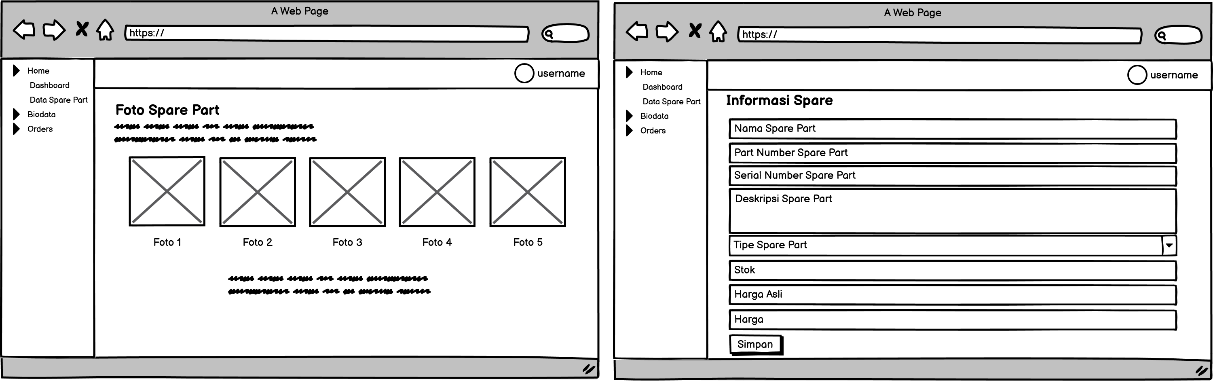 A Web Page
https://
username
Home
Dashboard
Data Spare Part
Biodata
Orders
Foto Spare Part
Foto 1
Foto 2
Foto 3
Foto 4
Foto 5
A Web Page
https://
username
Home
Dashboard
Data Spare Part
Biodata
Orders
Informasi Spare
Nama Spare Part
Part Number Spare Part
Serial Number Spare Part
Deskripsi Spare Part
Tipe Spare Part
Stok
Harga Asli
Harga
Simpan